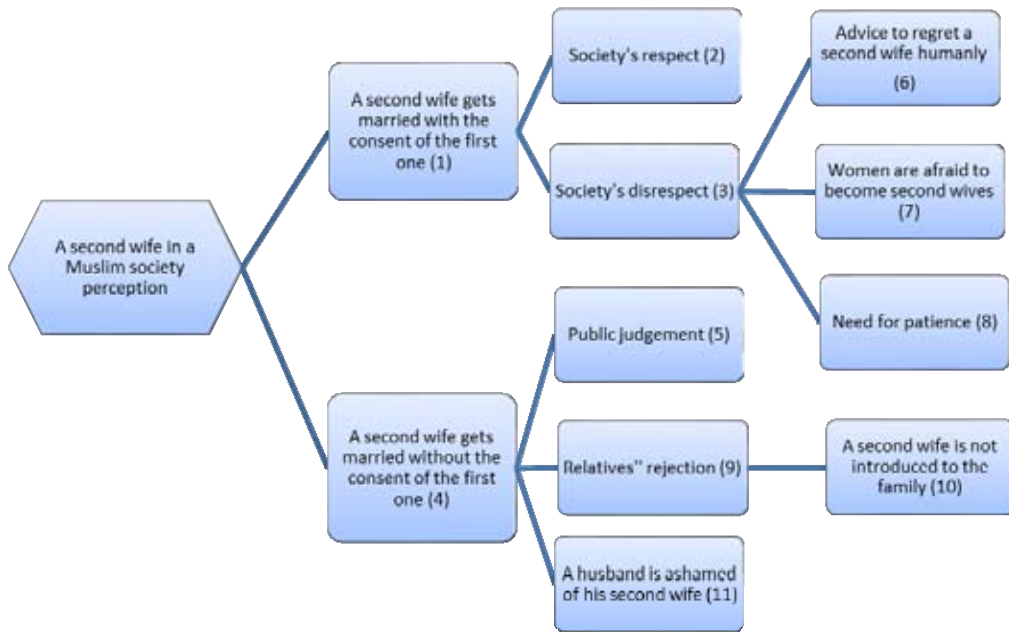 A second wife in a
Muslim society
perception
A second wife gets
married with the
consent of the first
one (1)
Society's respect (2)
Society's disrespect (3)
Advice to regret a
second wife humanly
(6)
Women are afraid to
become second wives
(7)
Need for patience (8)
A second wife gets
married without the
consent of the first
one (4)
Public judgement (5)
Relatives'' rejection (9)
A second wife is not
introduced to the
family (10)
A husband is ashamed
of his second wife (11)